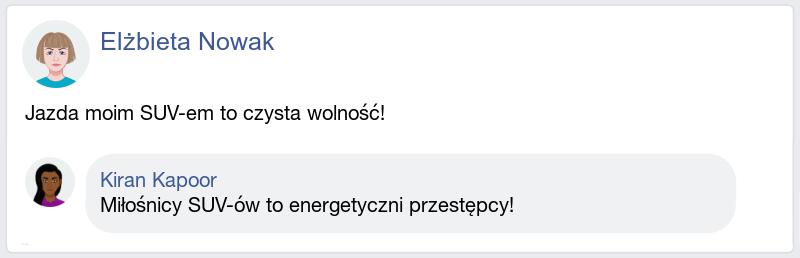 Elżbieta Nowak
Jazda moim SUV-em to czysta wolność!
Kiran Kapoor
Miłośnicy SUV-ów to energetyczni przestępcy!